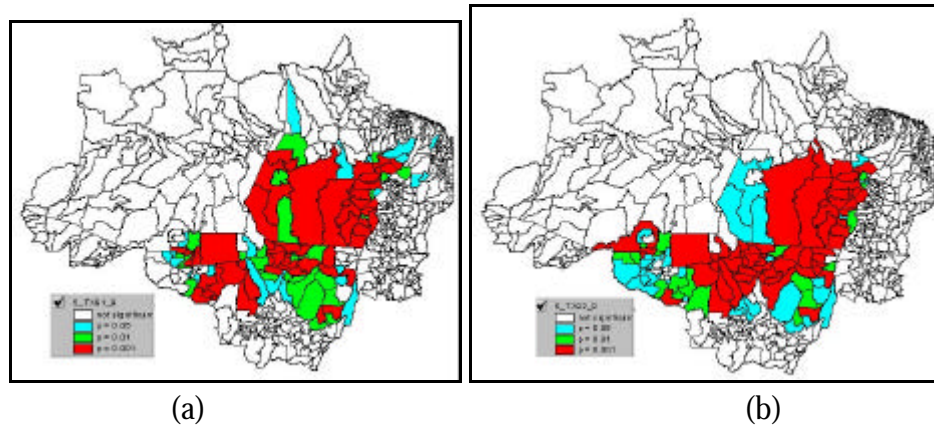 not significant
p = 0.05
p = 0.01
p = 0.001
not significant
p = 0.05
p = 0.01
p = 0.001
(a)
(b)